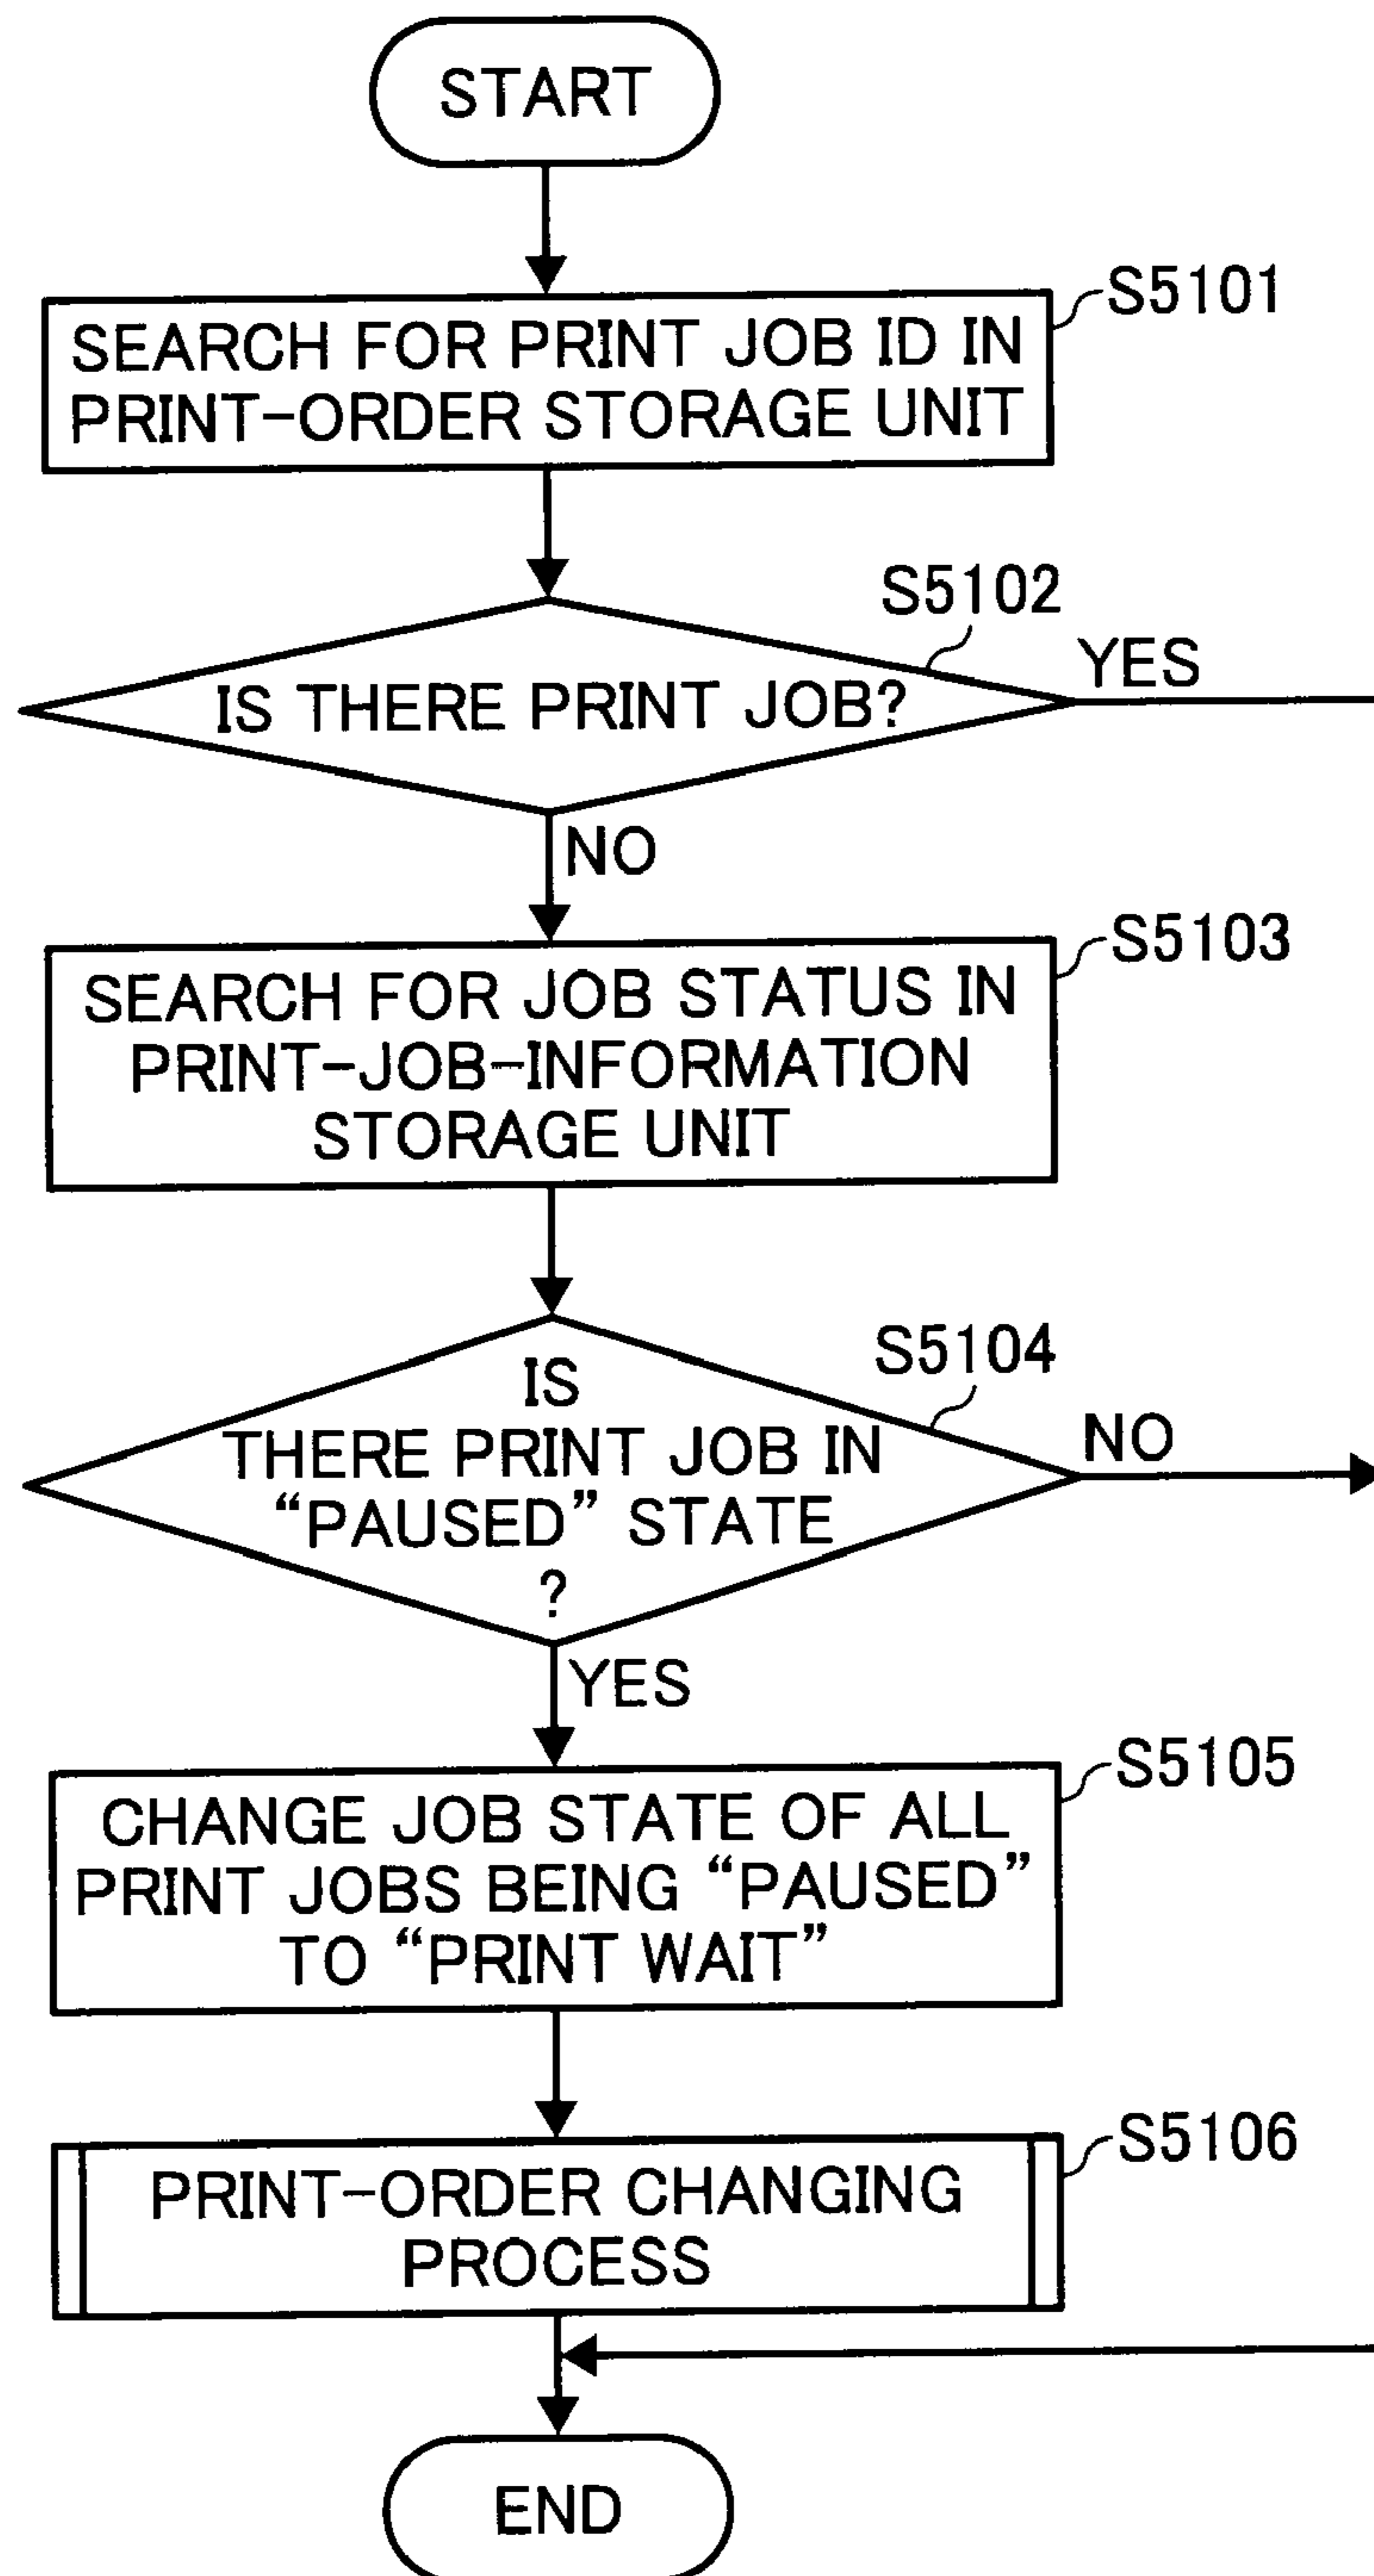 START
S5101
SEARCH FOR PRINT JOB ID IN
PRINT-ORDER STORAGE UNIT
S5102
YES
IS THERE PRINT JOB?
NO
S5103
SEARCH FOR JOB STATUS IN
PRINT-JOB-INFORMATION
STORAGE UNIT
S5104
IS
NO
THERE PRINT JOB IN
“PAUSED” STATE
?
YES
S5105
CHANGE JOB STATE OF ALL
PRINT JOBS BEING “PAUSED”
TO “PRINT WAIT”
S5106
PRINT-ORDER CHANGING
PROCESS
END